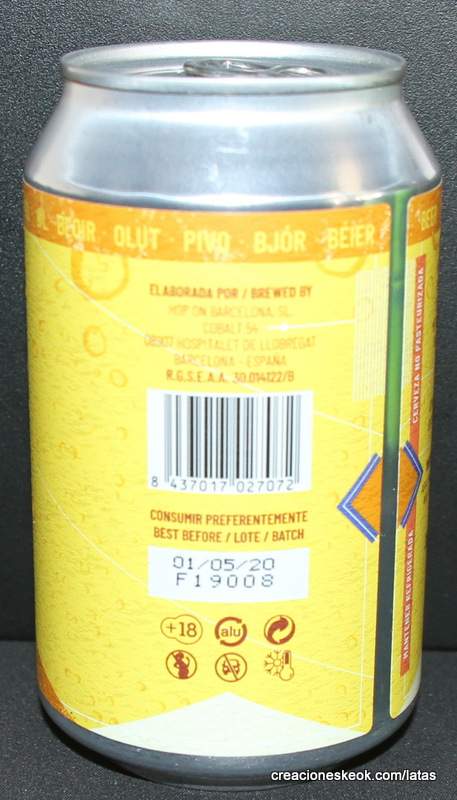 BEOIR OLUT PIVO BJÓR BEIER
BEER
ELABORADA POR / BREWED BY
HOP ON BARCELONA, SL.
COBALT 54
08907 HOSPITALET DE LLOBREGAT
BARCELONA - ESPAÑA
R.G.S.E.A.A. 30.014122/B
8 437017 027072
CONSUMIR PREFERENTEMENTE
BEST BEFORE / LOTE / BATCH
01/05/20
F19008
+18 alu
CERVEZA NO PASTEURIZADA
MANTENER REFRIGERADA
creacioneskeok.com/latas